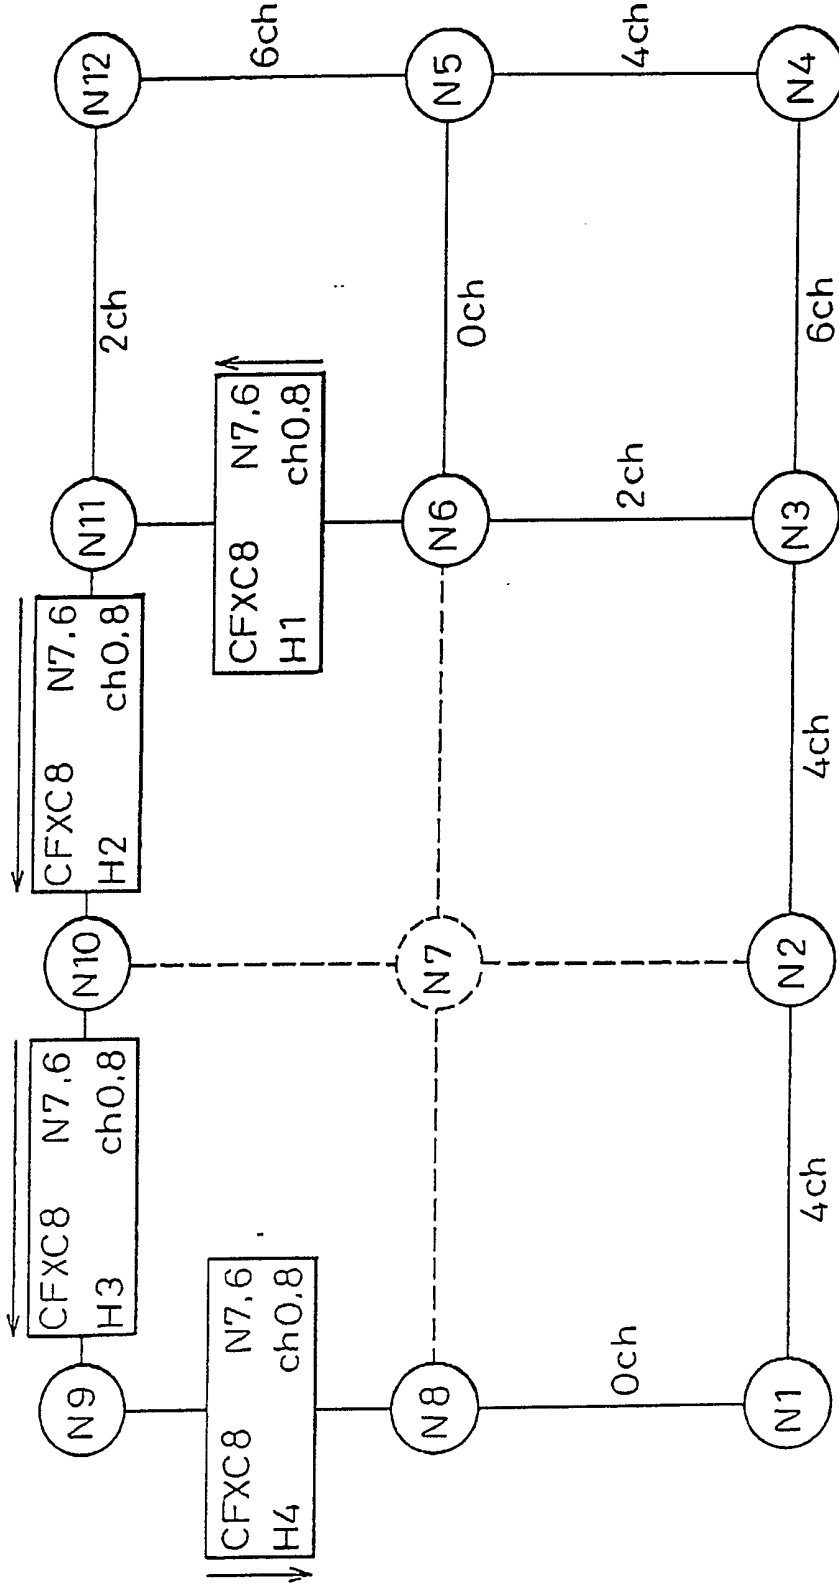 N9
CFXC8 N7.6
H3 ch0.8
N10
CFXC8 N7.6
H2 ch0.8
N11
2ch
N12
CFXC8 N7.6
H4 ch0.8
CFXC8 N7.6
H1 ch0.8
6ch
N8
N7
N6
0ch
N5
0ch
2ch
4ch
N1
4ch
N2
4ch
N3
6ch
N4